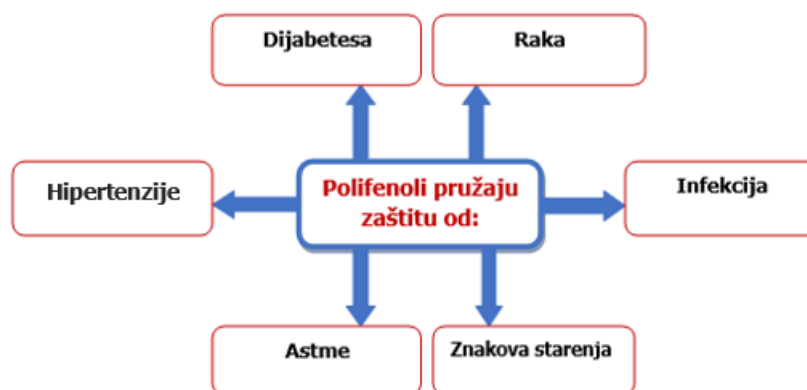 Dijabetesa
Raka
Hipertenzije
Polifenoli pružaju
zaštitu od:
Infekcija
Astme
Znakova starenja